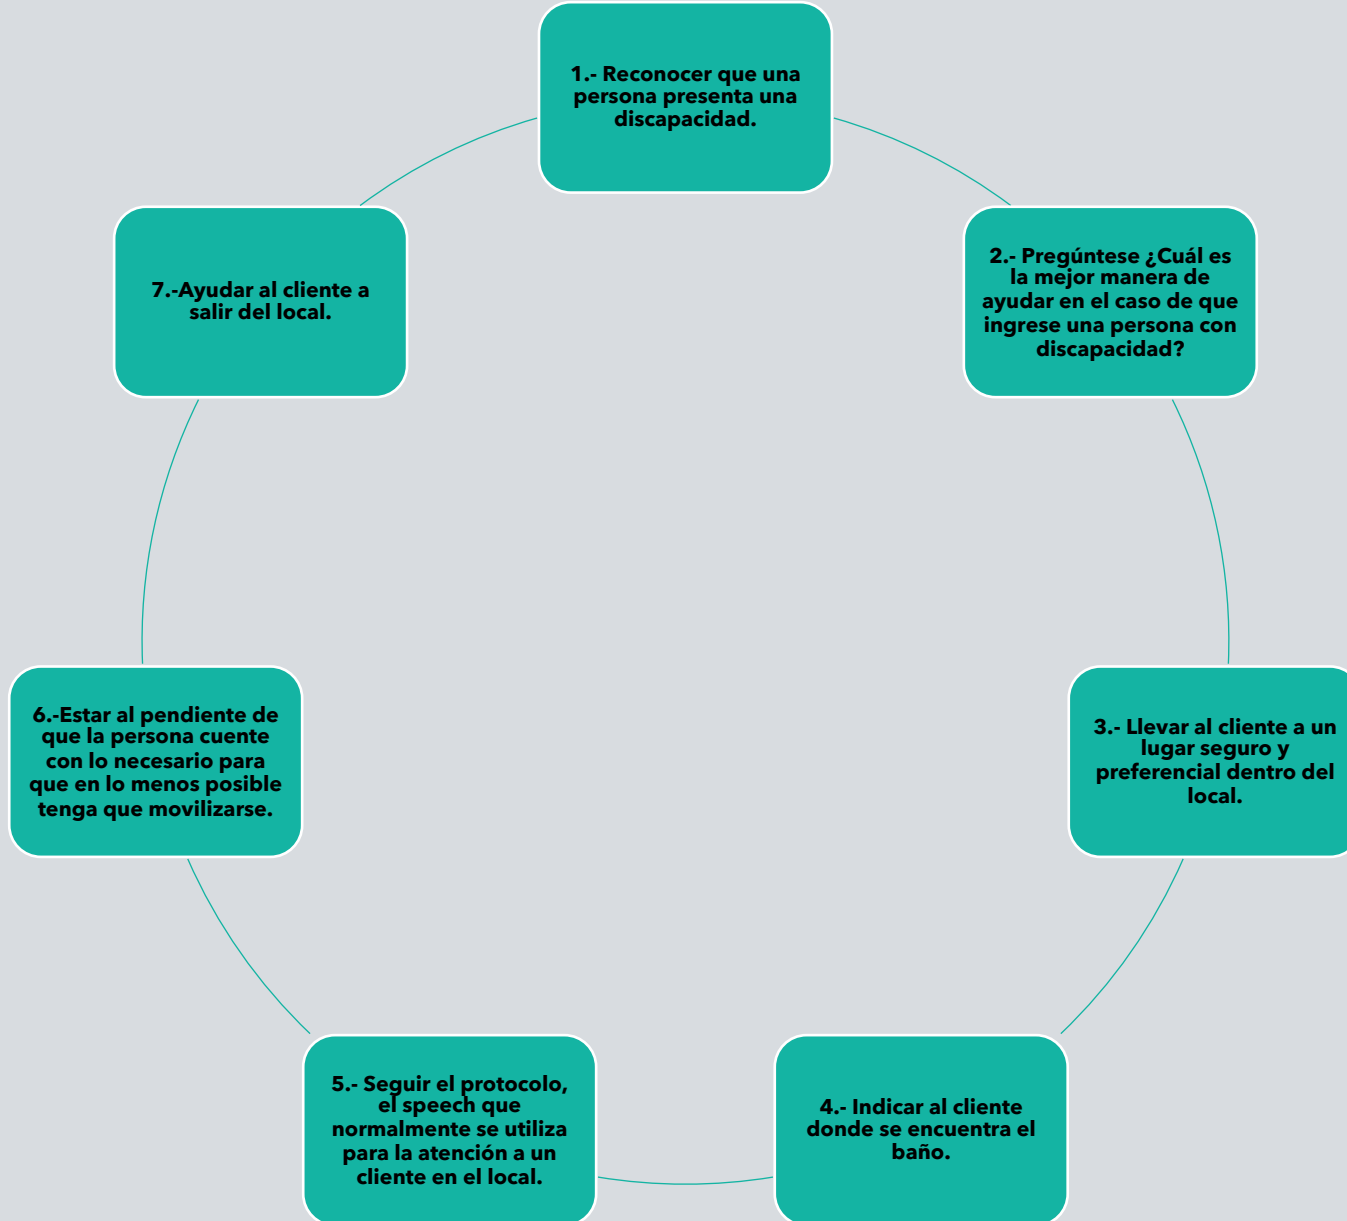 1.- Reconocer que una
persona presenta una
discapacidad.
2.- Pregúntese ¿Cuál es
la mejor manera de
ayudar en el caso de que
ingrese una persona con
discapacidad?
3.- Llevar al cliente a un
lugar seguro y
preferencial dentro del
local.
4.- Indicar al cliente
donde se encuentra el
baño.
5.- Seguir el protocolo,
el speech que
normalmente se utiliza
para la atención a un
cliente en el local.
6.-Estar al pendiente de
que la persona cuente
con lo necesario para
que en lo menos posible
tenga que movilizarse.
7.-Ayudar al cliente a
salir del local.